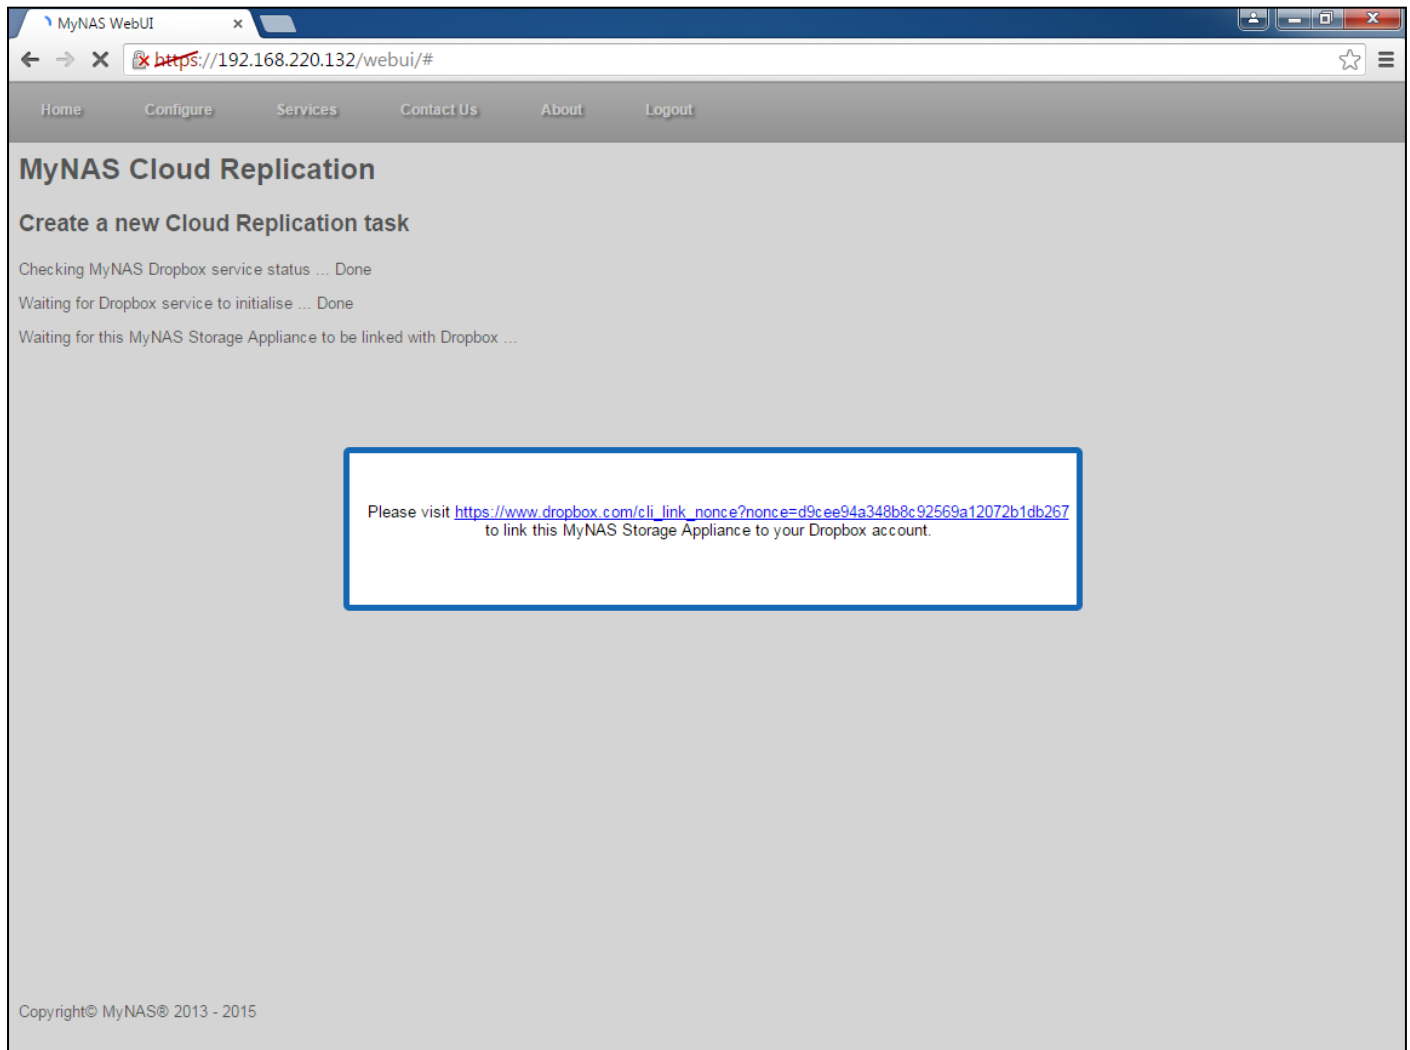 MyNAS WebUI
https://192.168.220.132/webui/#
Home Configure Services Contact Us About Logout
MyNAS Cloud Replication
Create a new Cloud Replication task
Checking MyNAS Dropbox service status ... Done
Waiting for Dropbox service to initialise ... Done
Waiting for this MyNAS Storage Appliance to be linked with Dropbox ...
Please visit https://www.dropbox.com/cli_link_nonce?nonce=d9cee94a348b8c92569a12072b1db267
to link this MyNAS Storage Appliance to your Dropbox account.
Copyright© MyNAS® 2013 - 2015